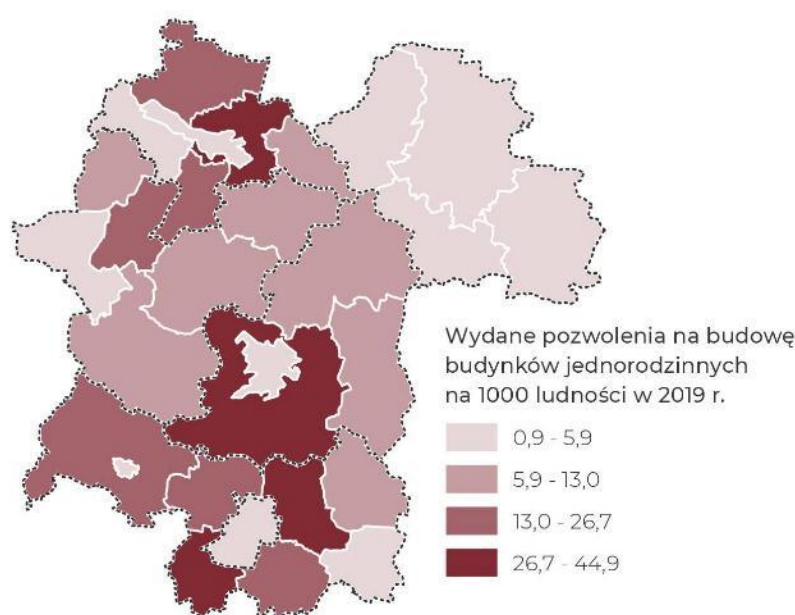 Wydane pozwolenia na budowę
budynków jednorodzinnych
na 1000 ludności w 2019 r.
0,9 - 5,9
5,9 - 13,0
13,0 - 26,7
26,7 - 44,9